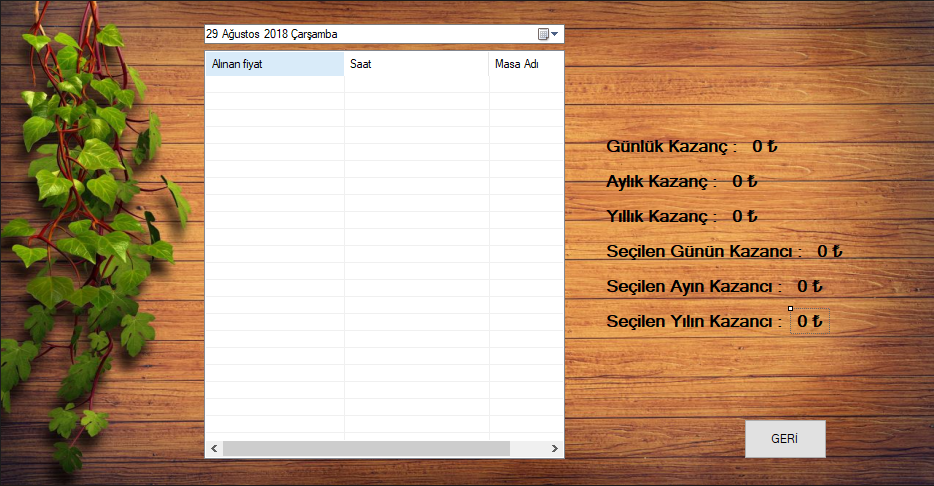 29 Ağustos 2018 Çarşamba
Alınan fiyat Saat Masa Adı
Günlük Kazanç : 0 ₺
Aylık Kazanç : 0 ₺
Yıllık Kazanç : 0 ₺
Seçilen Günün Kazancı : 0 ₺
Seçilen Ayın Kazancı : 0 ₺
Seçilen Yılın Kazancı : 0 ₺
GERİ